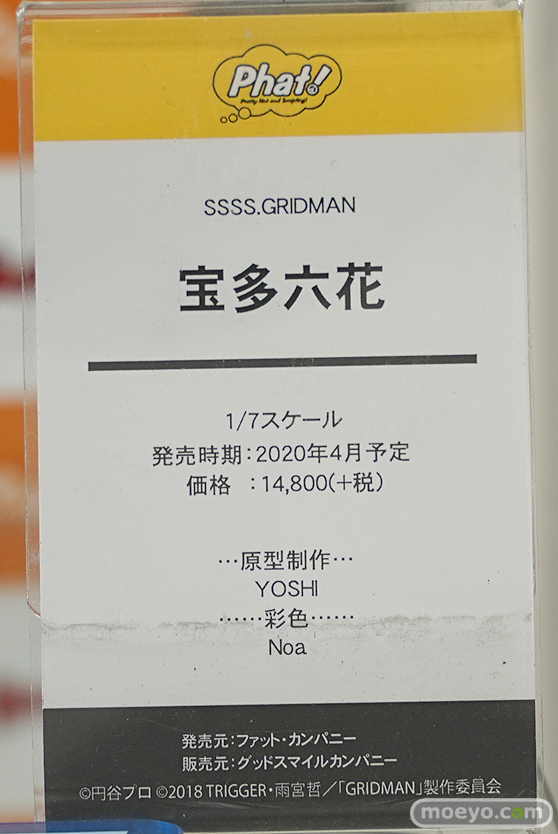 Phat!
Pretty Hot and Tempting!
SSSS.GRIDMAN
宝多六花
1/7スケール
発売時期:2020年4月予定
価格 :14,800(+税)
…原型制作…
YOSHI
……彩色……
Noa
発売元:ファット・カンパニー
販売元:グッドスマイルカンパニー
©円谷プロ ©2018 TRIGGER・雨宮哲/「GRIDMAN」製作委員会
moeyo.com